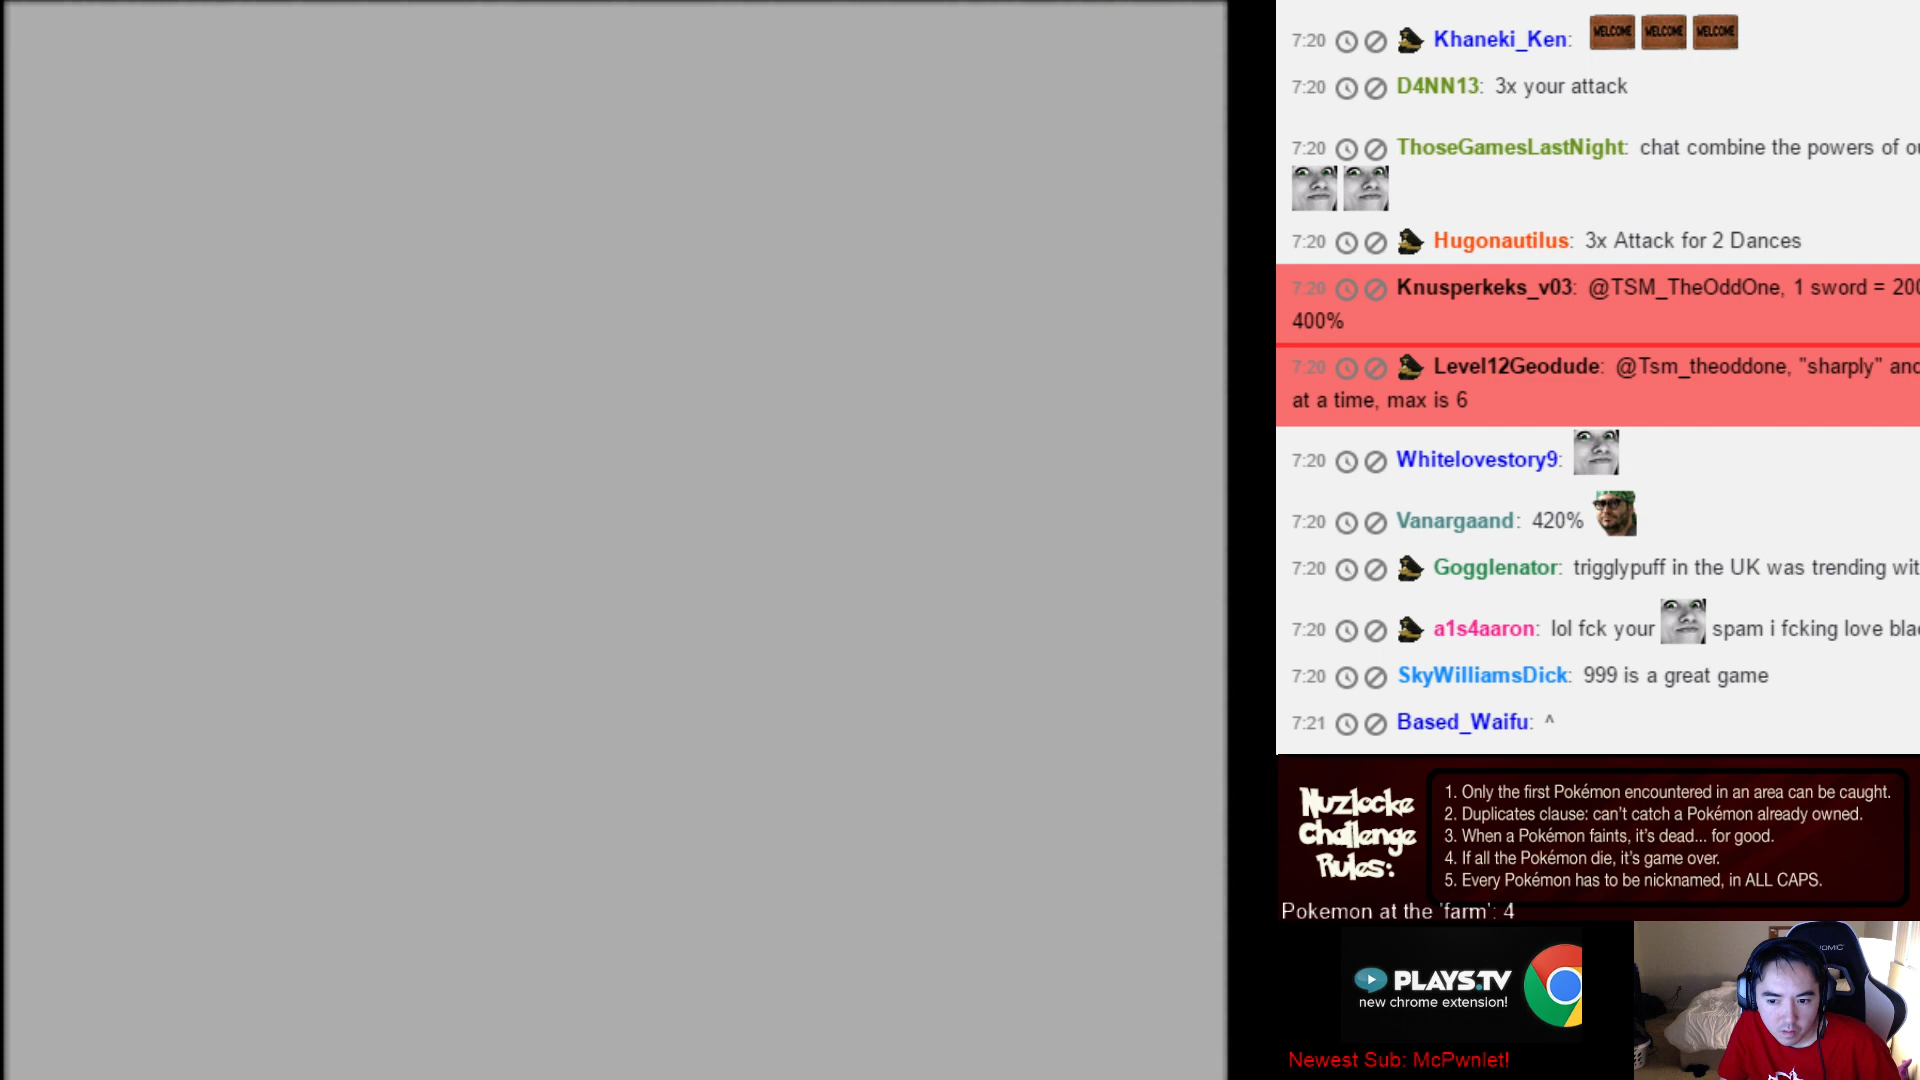 7:20 Khaneki_Ken: WELCOME WELCOME WELCOME
7:20 D4NN13: 3x your attack
7:20 ThoseGamesLastNight: chat combine the powers of
7:20 Hugonautilus: 3x Attack for 2 Dances
7:20 Knusperkeks_v03: @TSM_TheOddOne, 1 sword = 200
400%
7:20 Level12Geodude: @Tsm_theoddone, "sharply" and
at a time, max is 6
7:20 Whitelovestory9:
7:20 Vanargaand: 420%
7:20 Gogglenator: trigglypuff in the UK was trending
7:20 a1s4aaron: lol fck your spam i fcking love
7:20 SkyWilliamsDick: 999 is a great game
7:21 Based_Waifu: ^
Nuzlocke
Challenge
Rules:
1. Only the first Pokémon encountered in an area can be caught.
2. Duplicates clause: can't catch a Pokémon already owned.
3. When a Pokémon faints, it's dead... for good.
4. If all the Pokémon die, it's game over.
5. Every Pokémon has to be nicknamed, in ALL CAPS.
Pokemon at the 'farm': 4
PLAYS.TV
new chrome extension!
Newest Sub: McPwnlet!